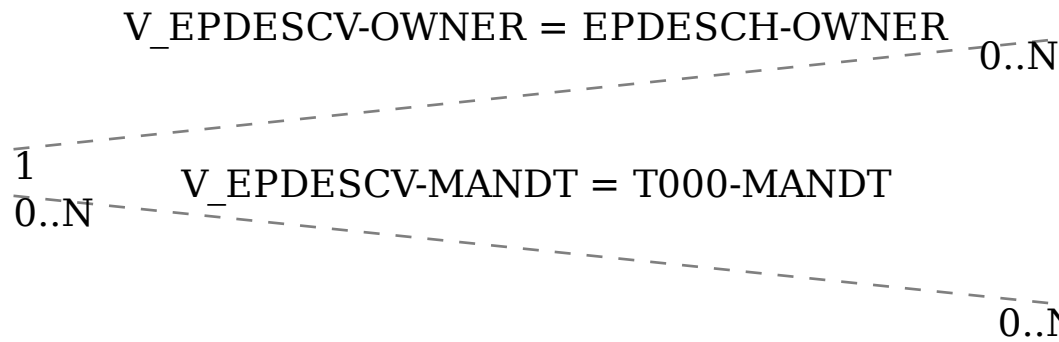 V_EPDESCV-OWNER = EPDESCH-OWNER
0..N
1
V_EPDESCV-MANDT = T000-MANDT
0..N
0..N